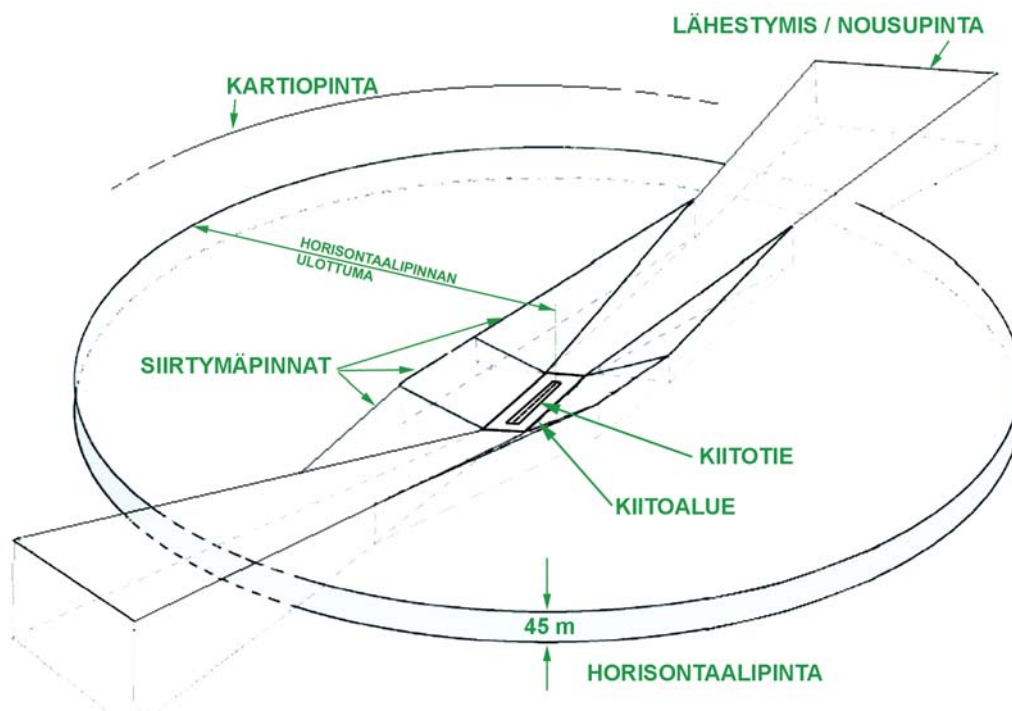 LÄHESTYMIS / NOUSUPINTA
KARTIOPINTA
HORISONTAALIPINNAN
ULOTTUMA
SIIRTYMÄPINNAT
KIITOTIE
KIITOALUE
45 m
HORISONTAALIPINTA